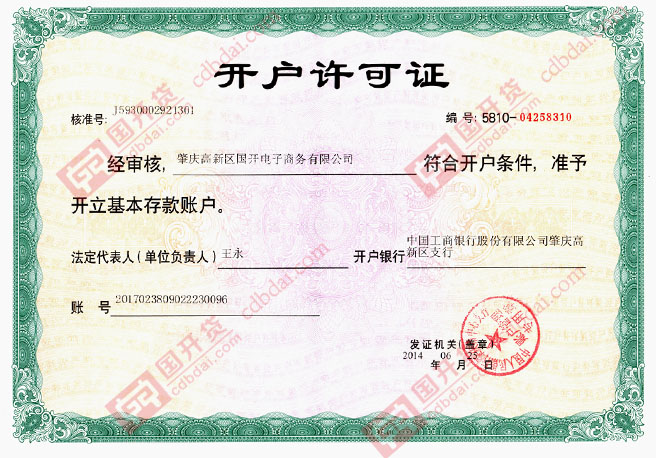 开户许可证
核准号: J5930002921301
编号: 5810-04258310
经审核, 肇庆高新区国开电子商务有限公司 符合开户条件, 准予
开立基本存款账户。
法定代表人(单位负责人) 王永 开户银行 中国工商银行股份有限公司肇庆高
新区支行
账 号 2017023809022230096
发证机关(盖章)
2014 06 25
年 月 日
国开贷
cdbdai.com
国开贷
cdbdai.com
国开贷
cdbdai.com
国开贷
cdbdai.com
国开贷
cdbdai.com